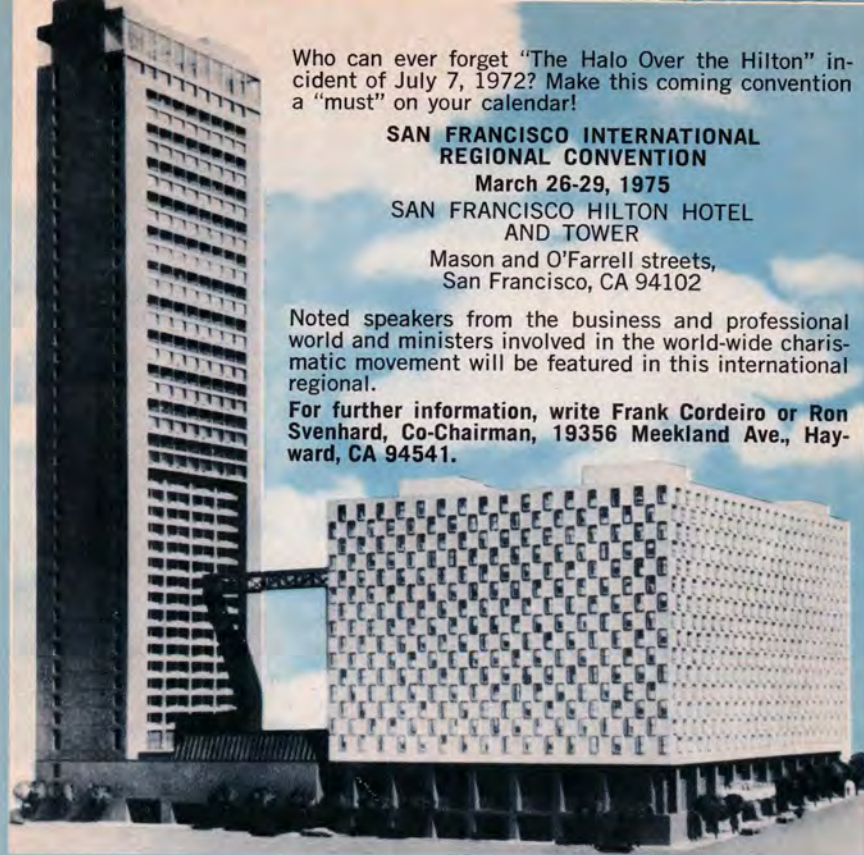 Who can ever forget "The Halo Over the Hilton" in-
cident of July 7, 1972? Make this coming convention
a "must" on your calendar!
SAN FRANCISCO INTERNATIONAL
REGIONAL CONVENTION
March 26-29, 1975
SAN FRANCISCO HILTON HOTEL
AND TOWER
Mason and O'Farrell streets,
San Francisco, CA 94102
Noted speakers from the business and professional
world and ministers involved in the world-wide charis-
matic movement will be featured in this international
regional.
For further information, write Frank Cordeiro or Ron
Svenhard, Co-Chairman, 19356 Meekland Ave., Hay-
ward, CA 94541.